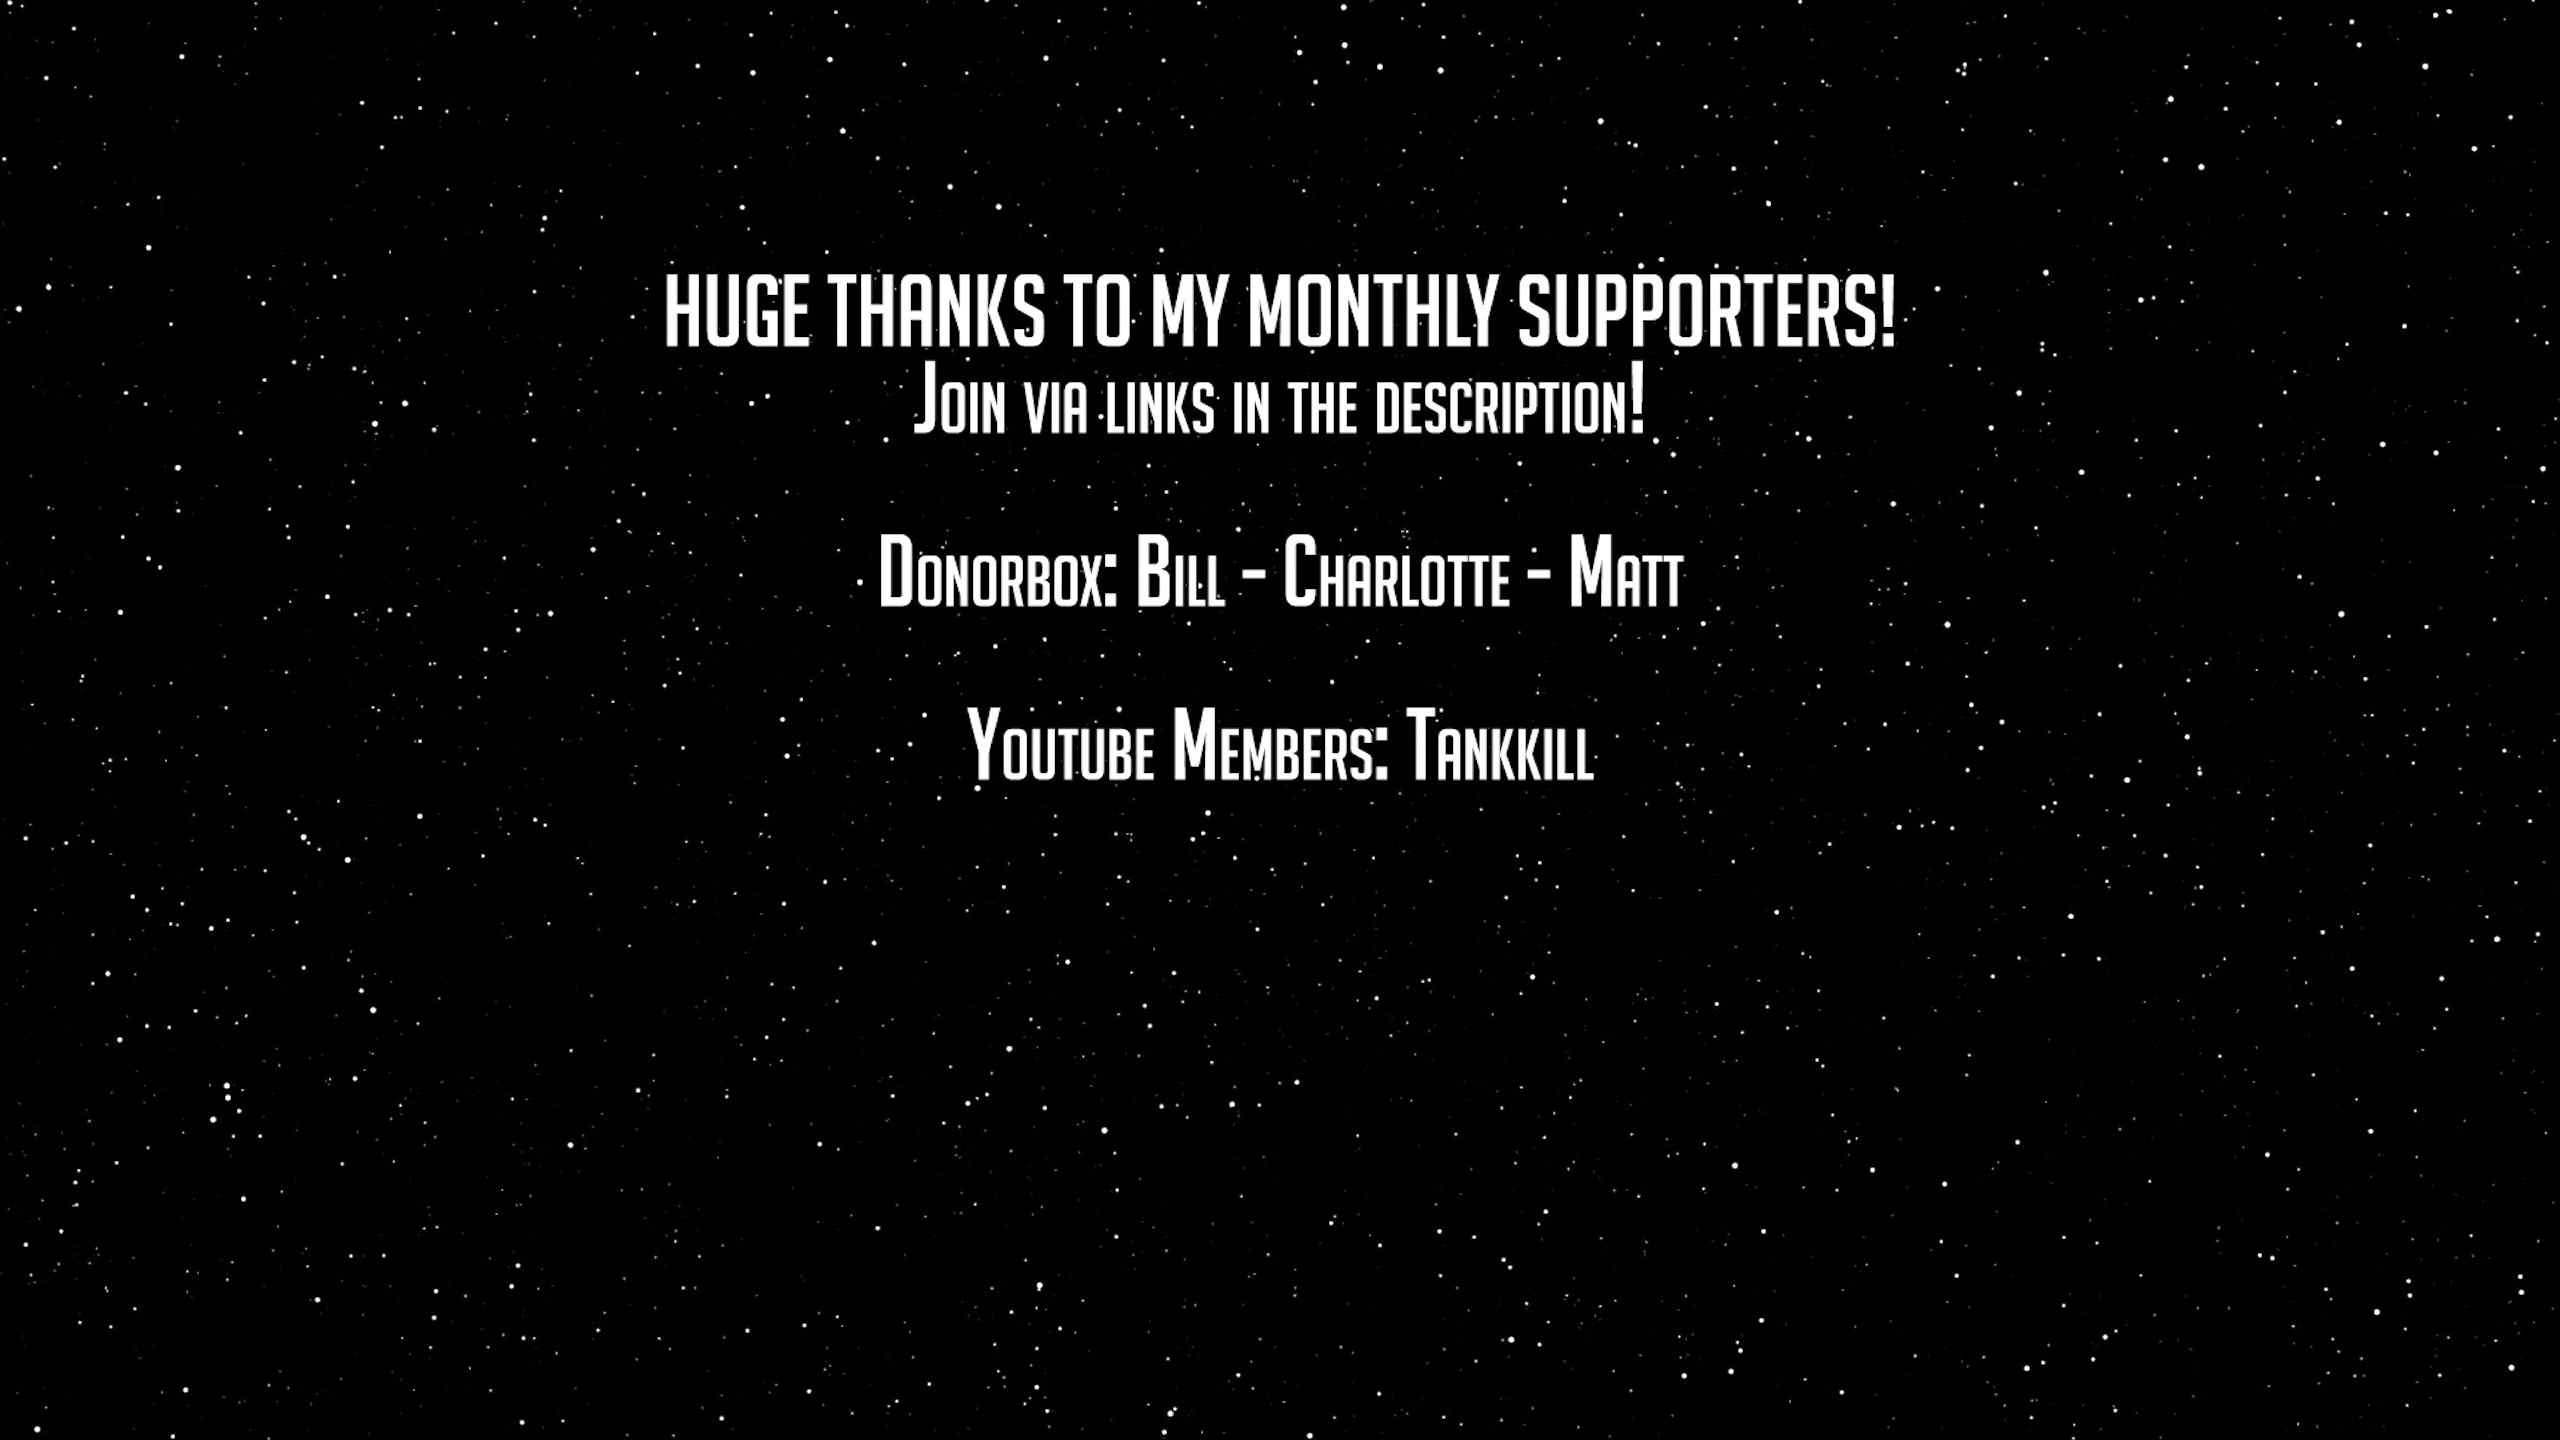 HUGE THANKS TO MY MONTHLY SUPPORTERS!
Join via links in the description!
Donorbox: Bill - Charlotte - Matt
Youtube Members: Tankkill